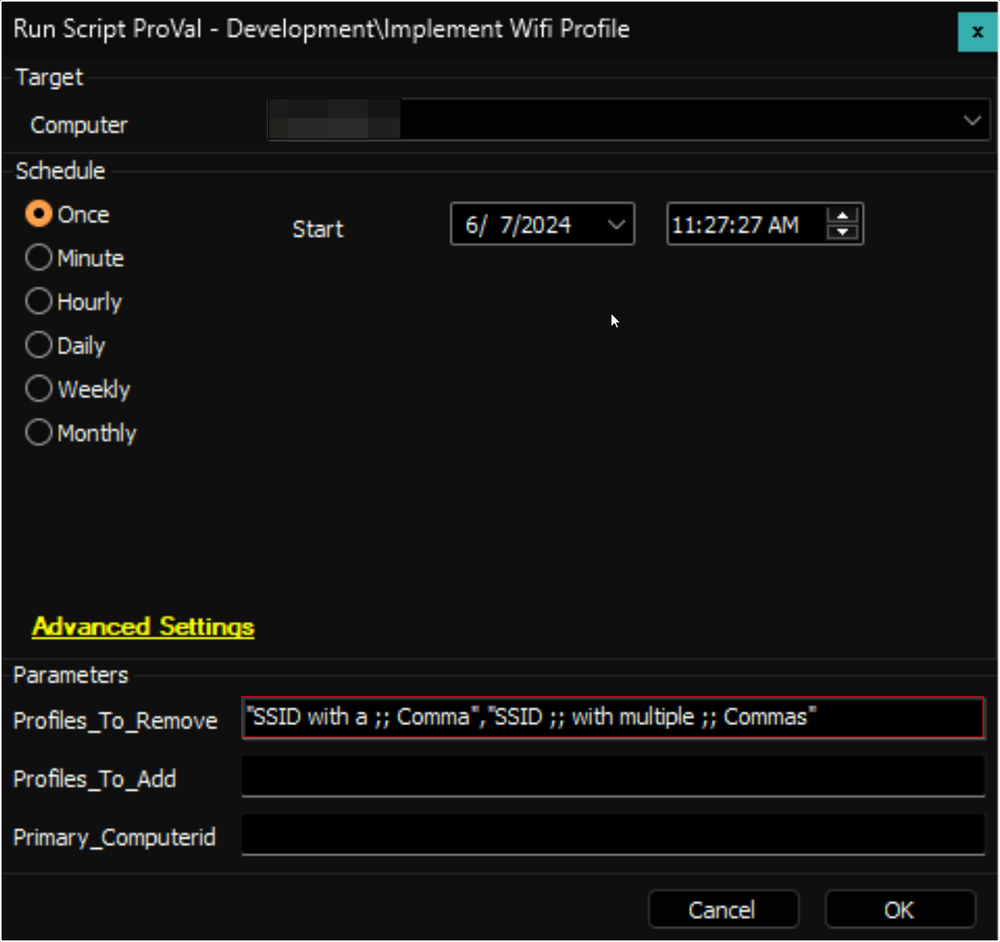 Run Script ProVal - Development\Implement Wifi Profile
x
Target
Computer
Schedule
Once
Start
6/ 7/2024
11:27:27 AM
Minute
Hourly
Daily
Weekly
Monthly
Advanced Settings
Parameters
Profiles_To_Remove
"SSID with a ;; Comma","SSID ;; with multiple ;; Commas"
Profiles_To_Add
Primary_Computerid
Cancel
OK